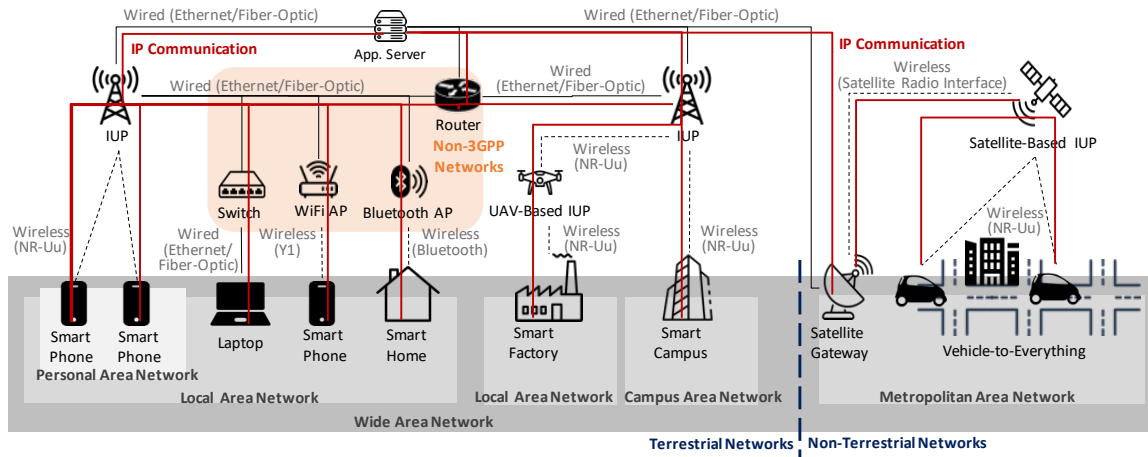 Wired (Ethernet/Fiber-Optic)
Wired (Ethernet/Fiber-Optic)
IP Communication
App. Server
IP Communication
Wireless
(Satellite Radio Interface)
Wired (Ethernet/Fiber-Optic)
Wired
(Ethernet/Fiber-Optic)
IUP
Router
IUP
Satellite-Based IUP
Non-3GPP
Networks
Wireless
(NR-Uu)
Switch
WiFi AP
Bluetooth AP
UAV-Based IUP
Wireless
(NR-Uu)
Wired
(Ethernet/
Fiber-Optic)
Wireless
(Y1)
Wireless
(Bluetooth)
Wireless
(NR-Uu)
Wireless
(NR-Uu)
Wireless
(NR-Uu)
Smart
Phone
Smart
Phone
Laptop
Smart
Phone
Smart
Home
Smart
Factory
Smart
Campus
Satellite
Gateway
Vehicle-to-Everything
Personal Area Network
Local Area Network
Local Area Network
Campus Area Network
Metropolitan Area Network
Wide Area Network
Terrestrial Networks
Non-Terrestrial Networks